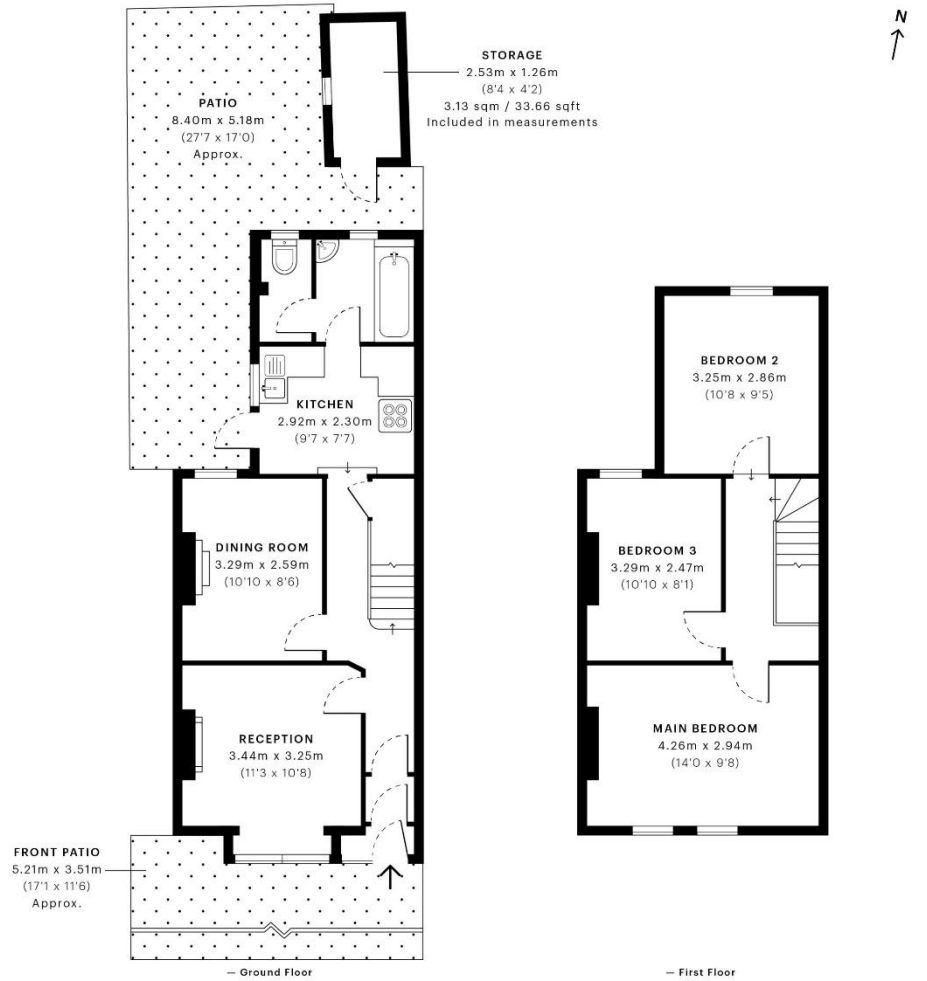 N
STORAGE
2.53m x 1.26m
(8'4 x 4'2)
3.13 sqm / 33.66 sqft
Included in measurements
PATIO
8.40m x 5.18m
(27'7 x 17'0)
Approx.
KITCHEN
2.92m x 2.30m
(9'7 x 7'7)
DINING ROOM
3.29m x 2.59m
(10'10 x 8'6)
RECEPTION
3.44m x 3.25m
(11'3 x 10'8)
FRONT PATIO
5.21m x 3.51m
(17'1 x 11'6)
Approx.
— Ground Floor
BEDROOM 2
3.25m x 2.86m
(10'8 x 9'5)
BEDROOM 3
3.29m x 2.47m
(10'10 x 8'1)
MAIN BEDROOM
4.26m x 2.94m
(14'0 x 9'8)
— First Floor